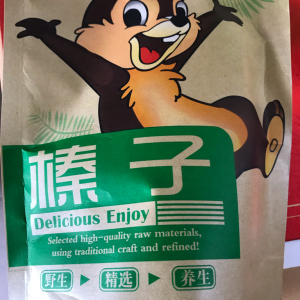 榛子
Delicious Enjoy
Selected high-quality raw materials,
using traditional craft and refined!
野生 精选 养生